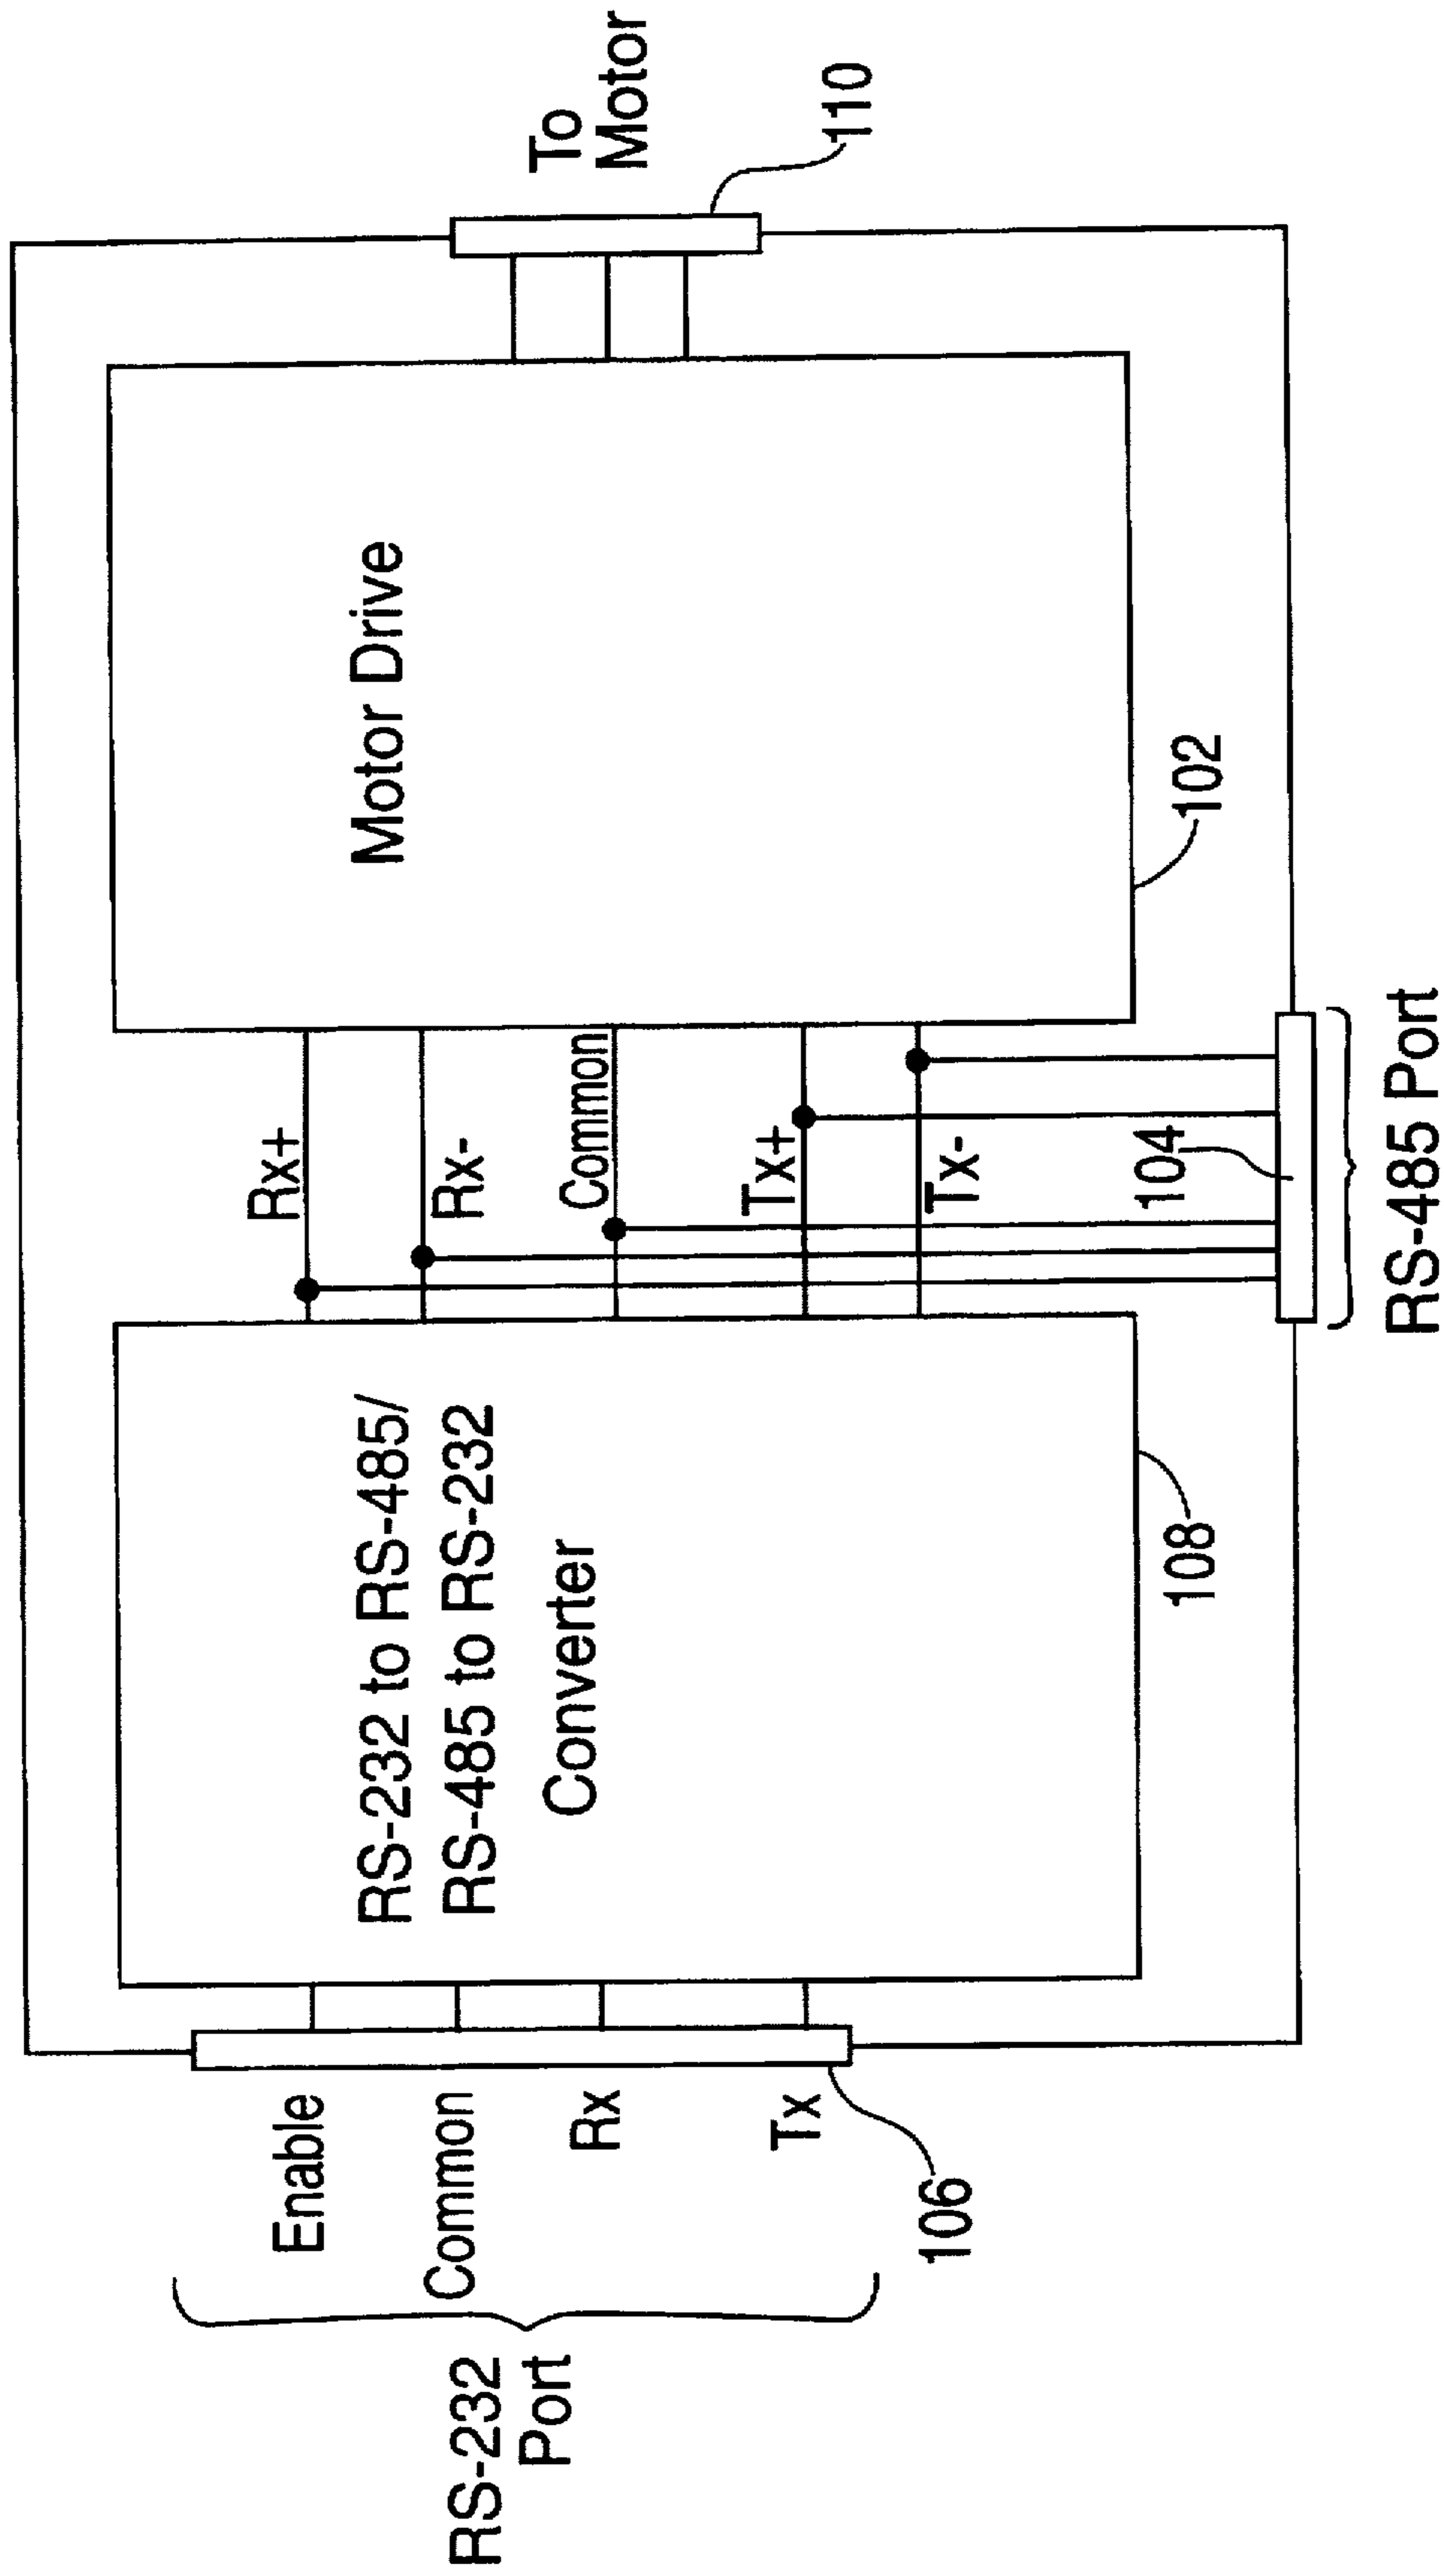 RS-232
Port
Enable
Common
Rx
Tx
106
RS-232 to RS-485/
RS-485 to RS-232
Converter
108
Rx+
Rx-
Common
Tx+
Tx-
104
RS-485 Port
Motor Drive
102
To
Motor
110